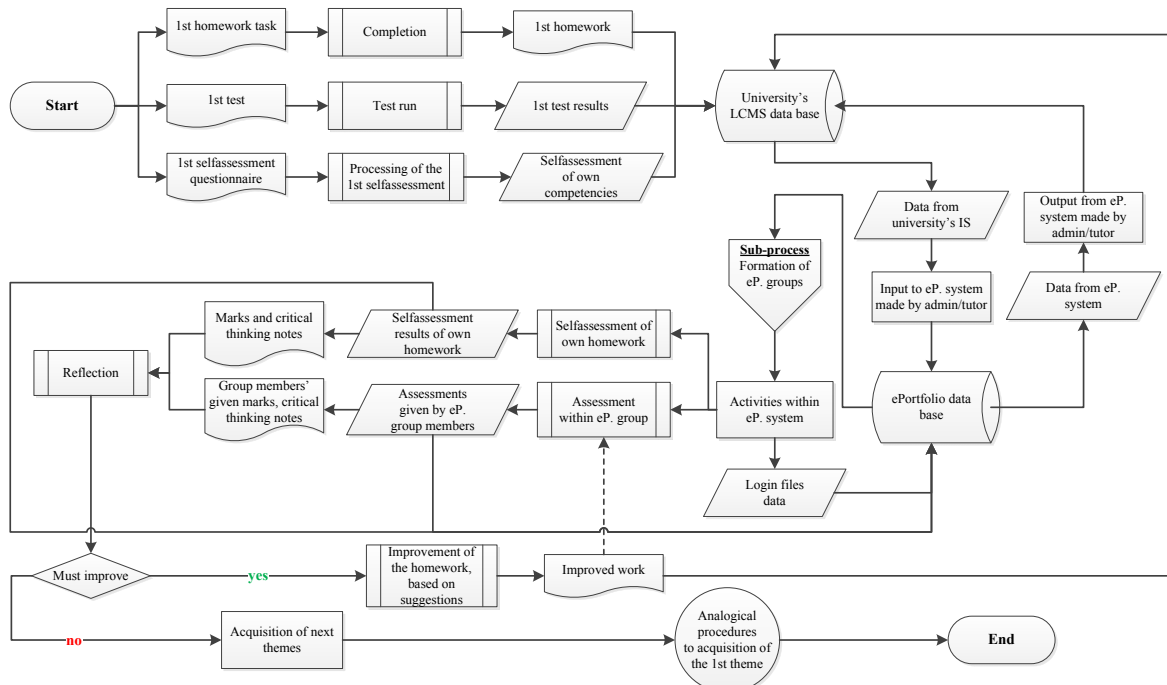 1st homework task
Completion
1st homework
Start
1st test
Test run
1st test results
University's
LCMS data base
1st selfassessment
questionnaire
Processing of the
1st selfassessment
Selfassessment
of own
competencies
Data from
university's IS
Output from eP.
system made by
admin/tutor
Sub-process
Formation of
eP. groups
Input to eP. system
made by admin/tutor
Data from eP.
system
Marks and critical
thinking notes
Selfassessment
results of own
homework
Selfassessment of
own homework
Reflection
Group members'
given marks, critical
thinking notes
Assessments
given by eP.
group members
Assessment
within eP. group
Activities within
eP. system
ePortfolio data
base
Login files
data
Must improve
yes
Improvement of
the homework,
based on
suggestions
Improved work
no
Acquisition of next
themes
Analogical
procedures
to acquisition of
the 1st theme
End